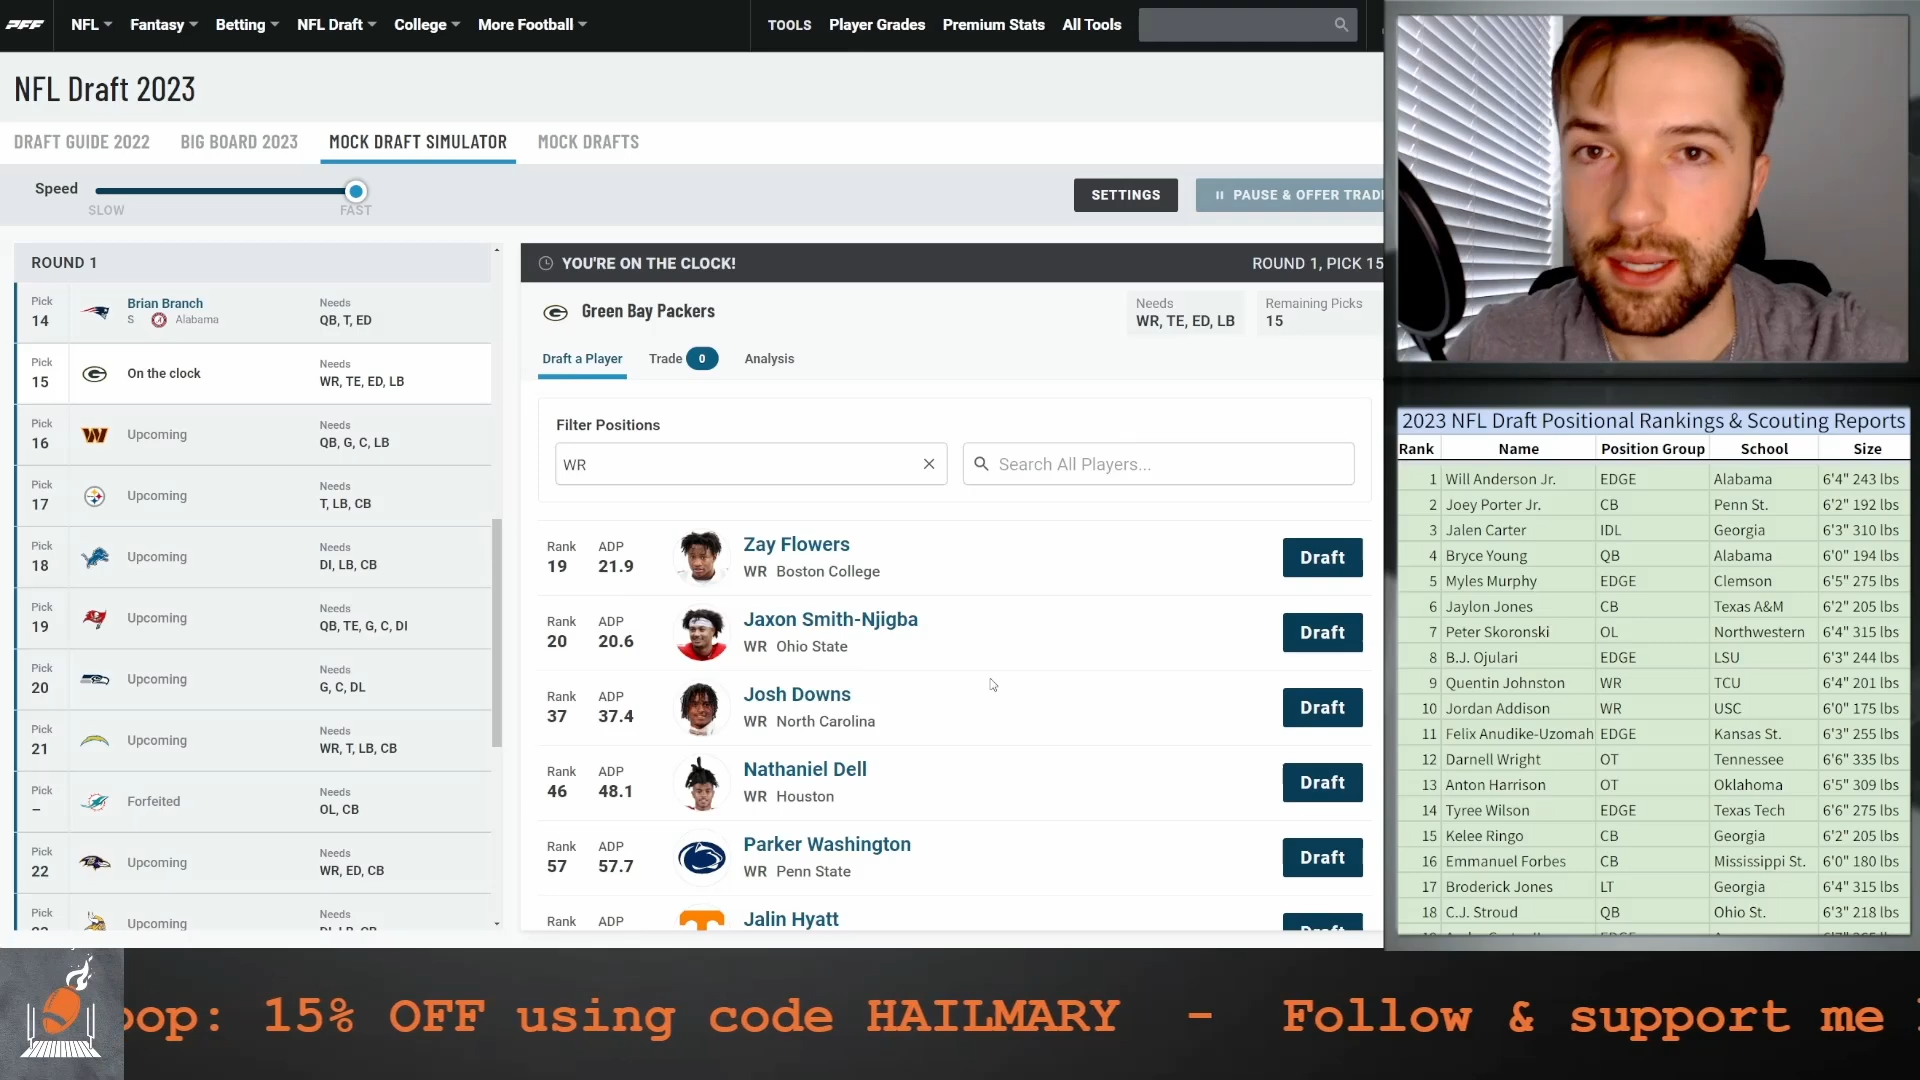 PFF NFL Fantasy Betting NFL Draft College More Football TOOLS Player Grades Premium Stats All Tools
NFL Draft 2023
DRAFT GUIDE 2022 BIG BOARD 2023 MOCK DRAFT SIMULATOR MOCK DRAFTS
Speed
SLOW FAST
SETTINGS PAUSE & OFFER TRAD
ROUND 1
Pick 14 Brian Branch Needs
S Alabama QB, T, ED
Pick 15 On the clock Needs
WR, TE, ED, LB
Pick 16 Upcoming Needs
QB, G, C, LB
Pick 17 Upcoming Needs
T, LB, CB
Pick 18 Upcoming Needs
DI, LB, CB
Pick 19 Upcoming Needs
QB, TE, G, C, DI
Pick 20 Upcoming Needs
G, C, DL
Pick 21 Upcoming Needs
WR, T, LB, CB
Pick – Forfeited Needs
OL, CB
Pick 22 Upcoming Needs
WR, ED, CB
Pick Upcoming Needs
YOU'RE ON THE CLOCK! ROUND 1, PICK 15
Green Bay Packers
Needs
WR, TE, ED, LB
Remaining Picks
15
Draft a Player Trade 0 Analysis
Filter Positions
WR Search All Players...
Rank ADP Zay Flowers
19 21.9 WR Boston College Draft
Rank ADP Jaxon Smith-Njigba
20 20.6 WR Ohio State Draft
Rank ADP Josh Downs
37 37.4 WR North Carolina Draft
Rank ADP Nathaniel Dell
46 48.1 WR Houston Draft
Rank ADP Parker Washington
57 57.7 WR Penn State Draft
Rank ADP Jalin Hyatt
Draft
2023 NFL Draft Positional Rankings & Scouting Reports
Rank Name Position Group School Size
1 Will Anderson Jr. EDGE Alabama 6'4" 243 lbs
2 Joey Porter Jr. CB Penn St. 6'2" 192 lbs
3 Jalen Carter IDL Georgia 6'3" 310 lbs
4 Bryce Young QB Alabama 6'0" 194 lbs
5 Myles Murphy EDGE Clemson 6'5" 275 lbs
6 Jaylon Jones CB Texas A&M 6'2" 205 lbs
7 Peter Skoronski OL Northwestern 6'4" 315 lbs
8 B.J. Ojulari EDGE LSU 6'3" 244 lbs
9 Quentin Johnston WR TCU 6'4" 201 lbs
10 Jordan Addison WR USC 6'0" 175 lbs
11 Felix Anudike-Uzomah EDGE Kansas St. 6'3" 255 lbs
12 Darnell Wright OT Tennessee 6'6" 335 lbs
13 Anton Harrison OT Oklahoma 6'5" 309 lbs
14 Tyree Wilson EDGE Texas Tech 6'6" 275 lbs
15 Kelee Ringo CB Georgia 6'2" 205 lbs
16 Emmanuel Forbes CB Mississippi St. 6'0" 180 lbs
17 Broderick Jones LT Georgia 6'4" 315 lbs
18 C.J. Stroud QB Ohio St. 6'3" 218 lbs
oop: 15% OFF using code HAILMARY - Follow & support me